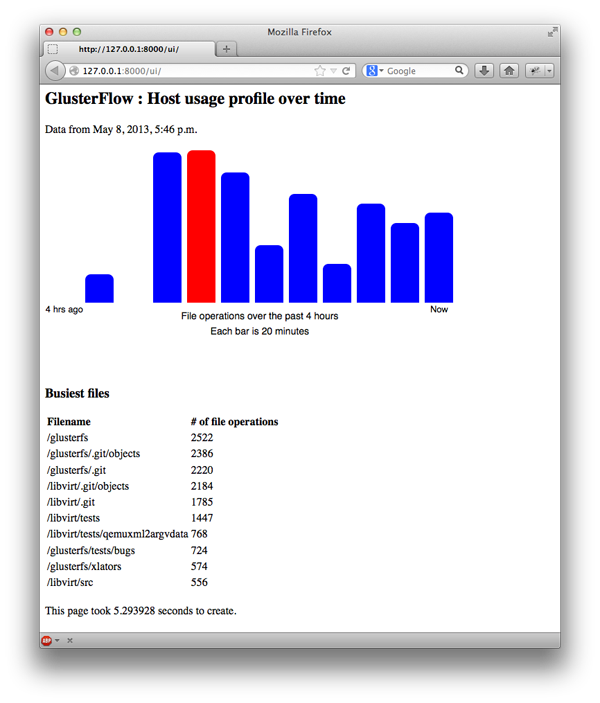 Mozilla Firefox
http://127.0.0.1:8000/ui/
127.0.0.1:8000/ui/
Google
GlusterFlow : Host usage profile over time
Data from May 8, 2013, 5:46 p.m.
4 hrs ago
Now
File operations over the past 4 hours
Each bar is 20 minutes
Busiest files
Filename # of file operations
/glusterfs 2522
/glusterfs/.git/objects 2386
/glusterfs/.git 2220
/libvirt/.git/objects 2184
/libvirt/.git 1785
/libvirt/tests 1447
/libvirt/tests/qemuxml2argvdata 768
/glusterfs/tests/bugs 724
/glusterfs/xlators 574
/libvirt/src 556
This page took 5.293928 seconds to create.
ABP